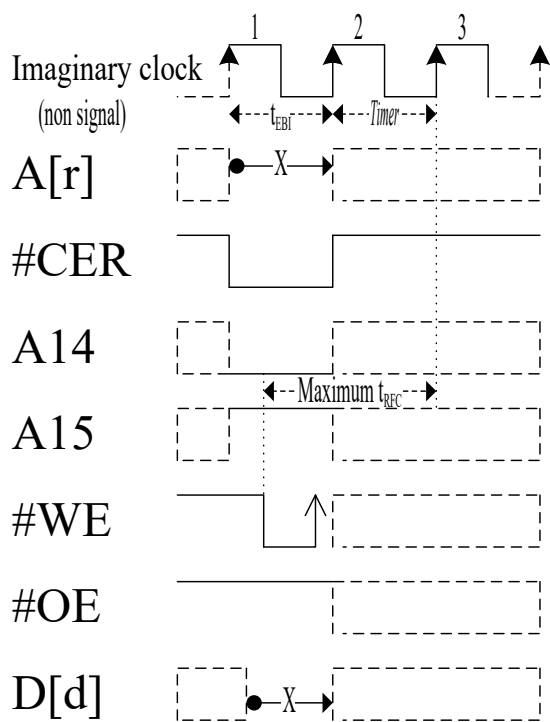 1 2 3
Imaginary clock
(non signal)
tEBI Timer
A[r] X
#CER
A14
Maximum tRFC
A15
#WE
#OE
D[d] X